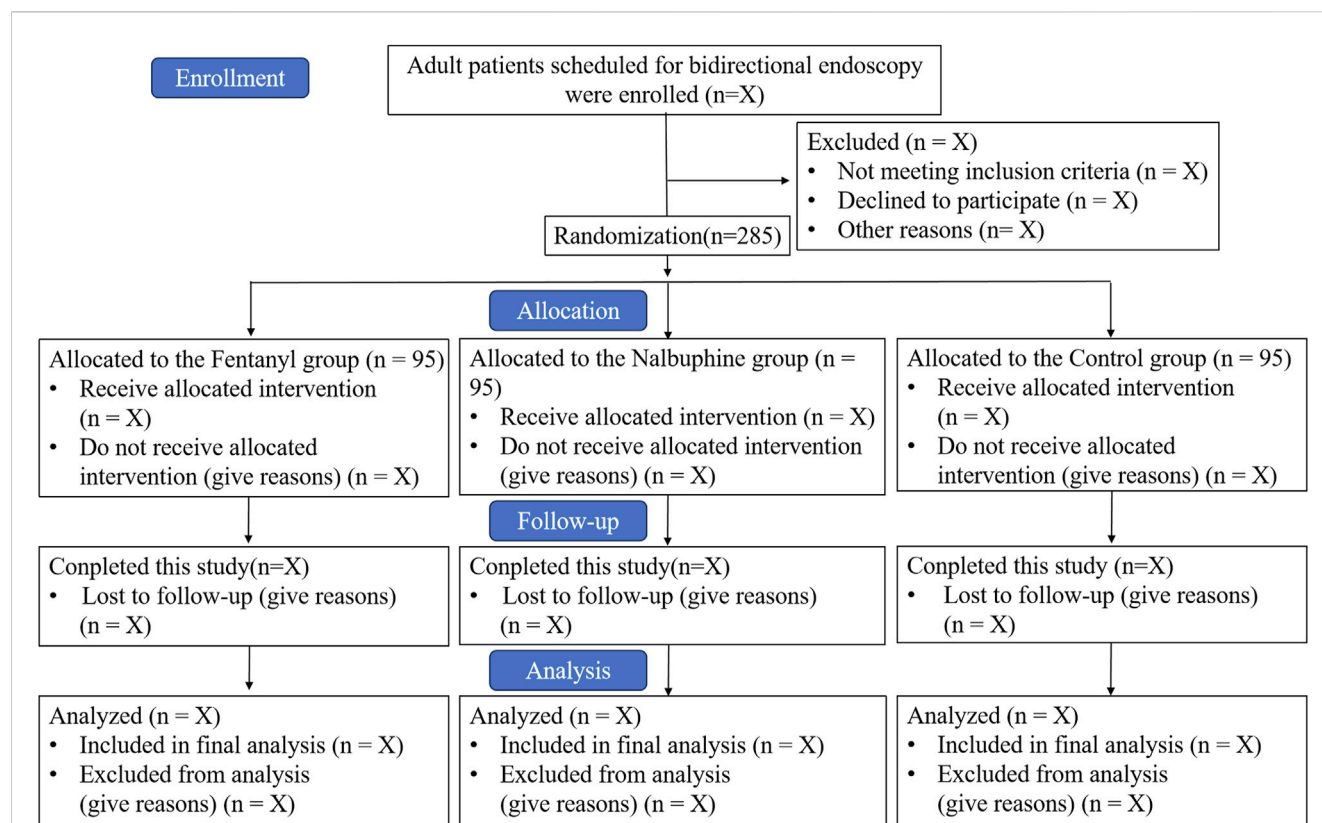 Enrollment
Adult patients scheduled for bidirectional endoscopy
were enrolled (n=X)
Excluded (n = X)
• Not meeting inclusion criteria (n = X)
• Declined to participate (n = X)
• Other reasons (n= X)
Randomization(n=285)
Allocation
Allocated to the Fentanyl group (n = 95)
• Receive allocated intervention
(n = X)
• Do not receive allocated
intervention (give reasons) (n = X)
Allocated to the Nalbuphine group (n =
95)
• Receive allocated intervention (n = X)
• Do not receive allocated intervention
(give reasons) (n = X)
Allocated to the Control group (n = 95)
• Receive allocated intervention
(n = X)
• Do not receive allocated
intervention (give reasons) (n = X)
Follow-up
Conpleted this study(n=X)
• Lost to follow-up (give reasons)
(n = X)
Conpleted this study(n=X)
• Lost to follow-up (give reasons)
(n = X)
Conpleted this study (n=X)
• Lost to follow-up (give reasons)
(n = X)
Analysis
Analyzed (n = X)
• Included in final analysis (n = X)
• Excluded from analysis
(give reasons) (n = X)
Analyzed (n = X)
• Included in final analysis (n = X)
• Excluded from analysis
(give reasons) (n = X)
Analyzed (n = X)
• Included in final analysis (n = X)
• Excluded from analysis
(give reasons) (n = X)